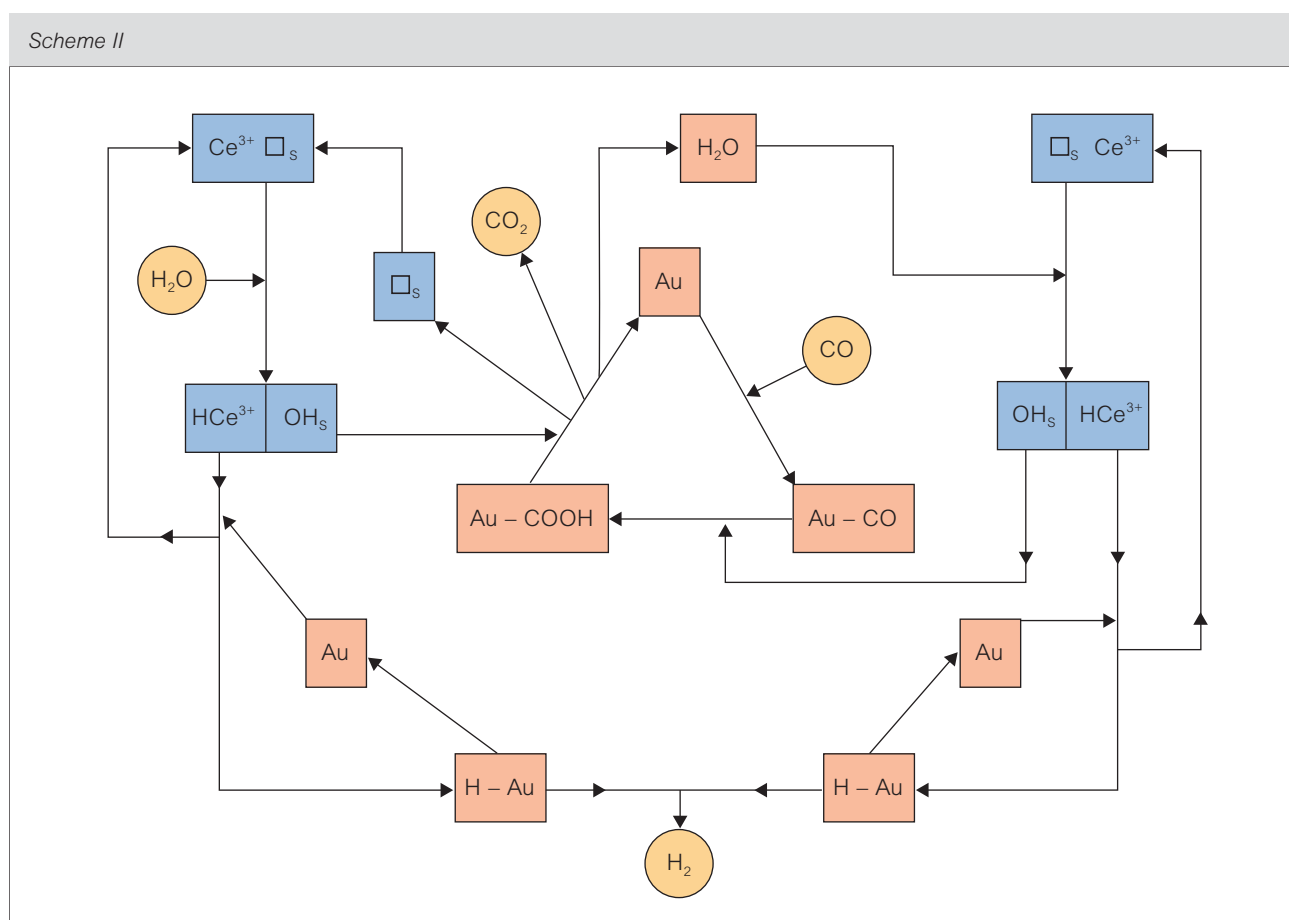 Scheme II
Ce³⁺ □ₛ
H₂O
□ₛ Ce³⁺
CO₂
H₂O
□ₛ
Au
CO
HCe³⁺ OHₛ
OHₛ HCe³⁺
Au – COOH
Au – CO
Au
Au
H – Au
H – Au
H₂